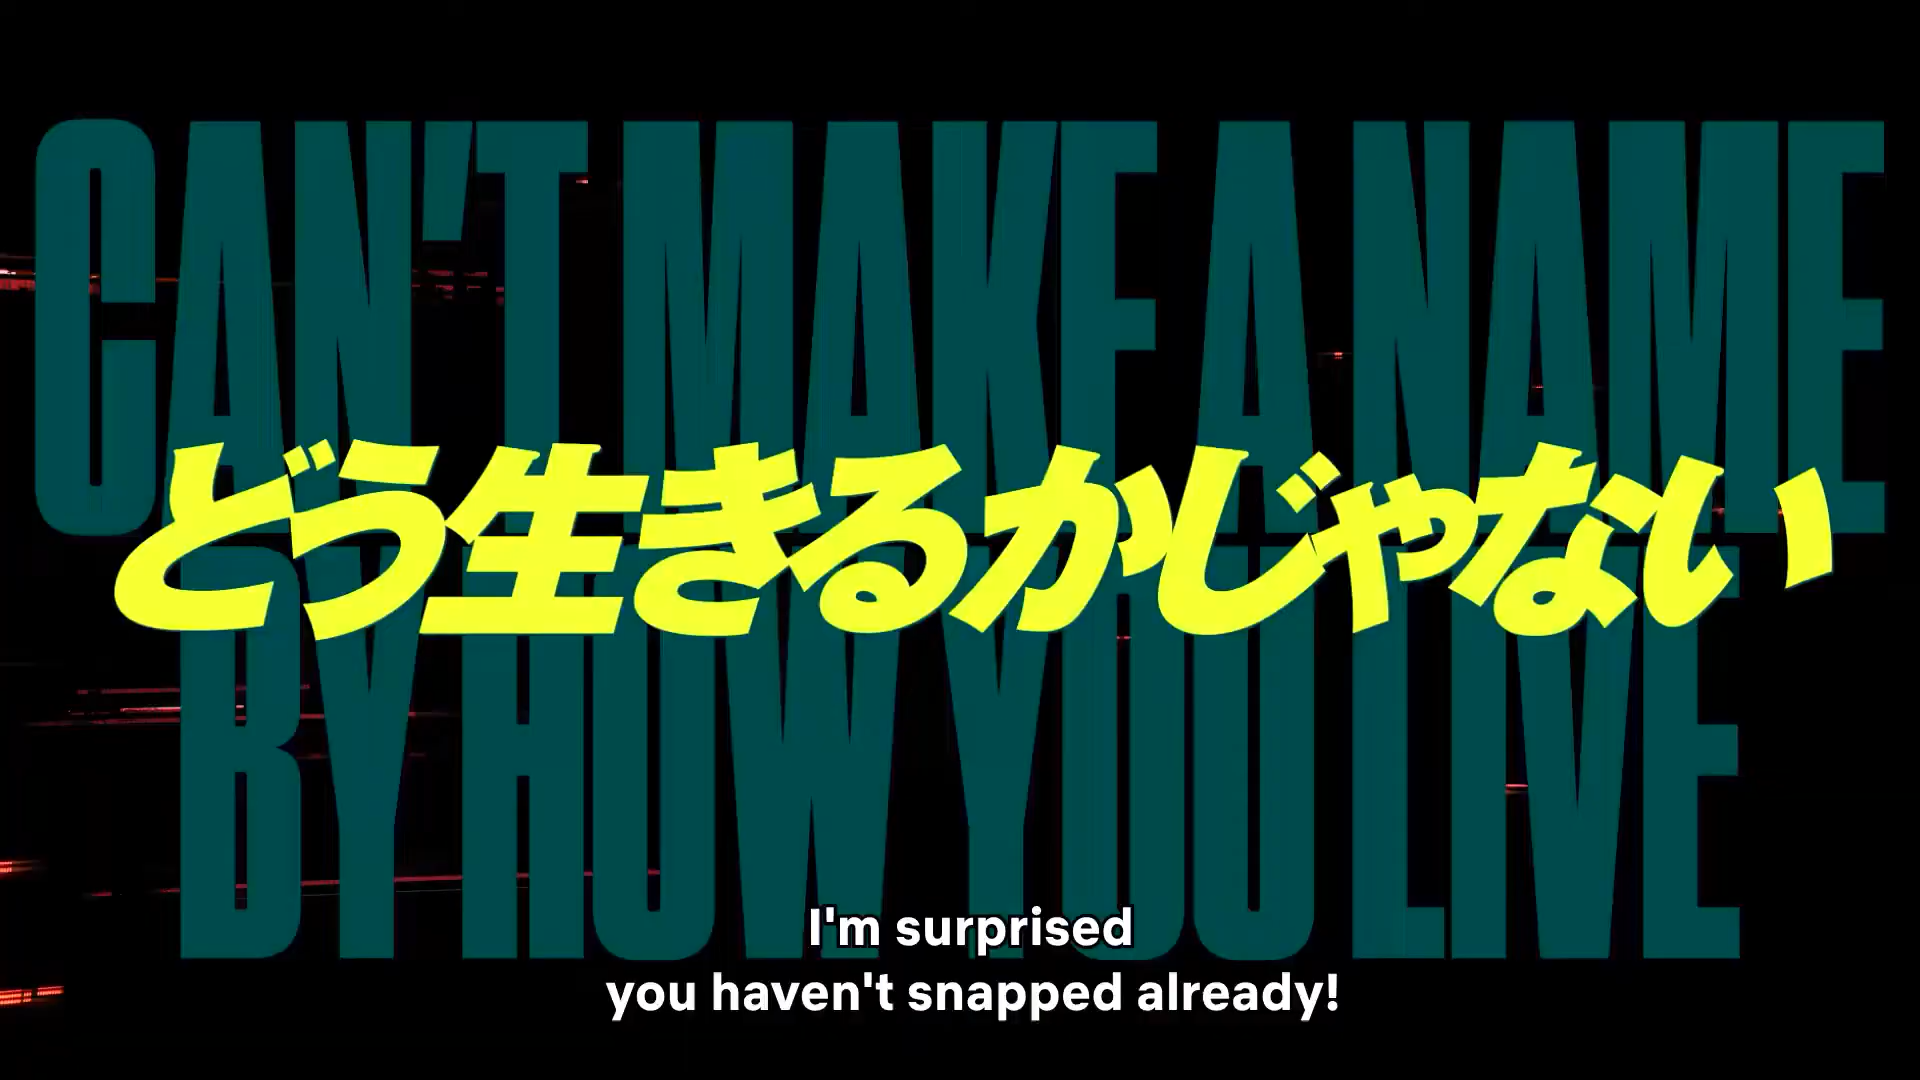 CAN'T MAKE A NAME
どう生きるかじゃない
BY HOW YOU LIVE
I'm surprised
you haven't snapped already!